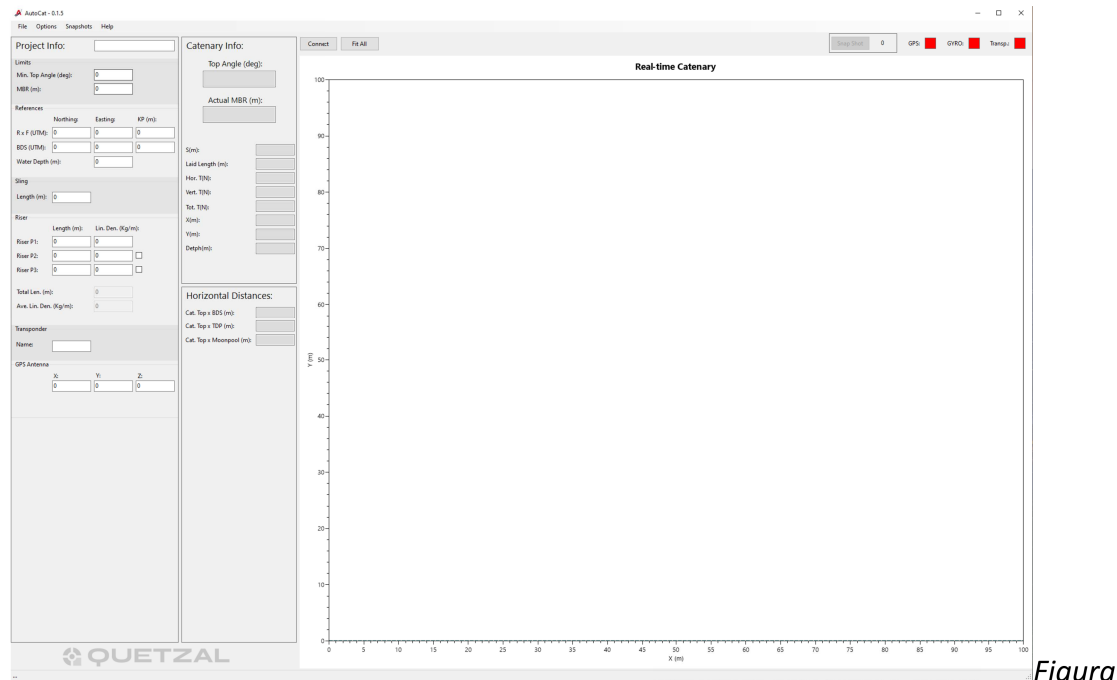 AutoCat - 0.1.5
File Options Snapshots Help
Project Info:
Limits
Min. Top Angle (deg): 0
MBR (m): 0
References
Northing: Easting: KP (m):
R x F (UTM): 0 0 0
BDS (UTM): 0 0 0
Water Depth (m): 0
Sling
Length (m): 0
Riser
Length (m): Lin. Den. (Kg/m):
Riser P1: 0 0
Riser P2: 0 0
Riser P3: 0 0
Total Len. (m): 0
Ave. Lin. Den. (Kg/m): 0
Transponder
Name:
GPS Antenna
X: Y: Z:
0 0 0
Catenary Info:
Top Angle (deg):
Actual MBR (m):
S(m):
Laid Length (m):
Hor. T(N):
Vert. T(N):
Tot. T(N):
X(m):
Y(m):
Detph(m):
Horizontal Distances:
Cat. Top x BDS (m):
Cat. Top x TDP (m):
Cat. Top x Moonpool (m):
QUETZAL
Connect Fit All
Snap Shot 0 GPS: GYRO: Transp.:
Real-time Catenary
100
90
80
70
60
50
40
30
20
10
0
Y (m)
0 5 10 15 20 25 30 35 40 45 50 55 60 65 70 75 80 85 90 95 100
X (m)
--
Figura